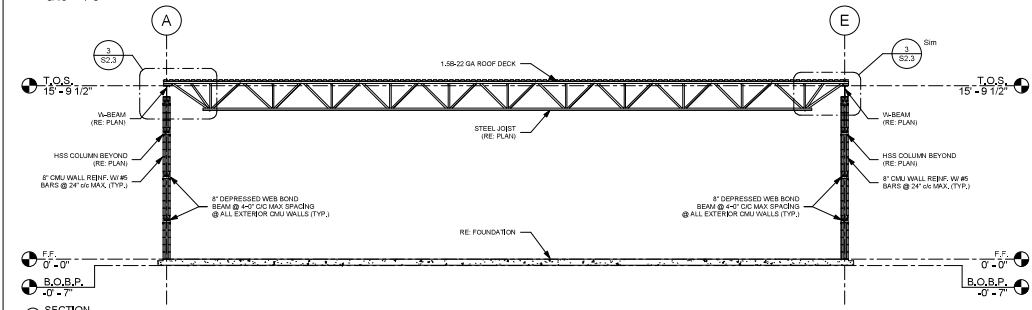 A
E
3
S2.3
3
S2.3
Sim
1.5B-22 GA ROOF DECK
T.O.S.
15' - 9 1/2"
T.O.S.
15' - 9 1/2"
W-BEAM
(RE: PLAN)
STEEL JOIST
(RE: PLAN)
W-BEAM
(RE: PLAN)
HSS COLUMN BEYOND
(RE: PLAN)
HSS COLUMN BEYOND
(RE: PLAN)
8" CMU WALL REINF. W/ #5
BARS @ 24" c/c MAX. (TYP.)
8" CMU WALL REINF. W/ #5
BARS @ 24" c/c MAX. (TYP.)
8" DEPRESSED WEB BOND
BEAM @ 4'-0" C/C MAX SPACING
@ ALL EXTERIOR CMU WALLS (TYP.)
8" DEPRESSED WEB BOND
BEAM @ 4'-0" C/C MAX SPACING
@ ALL EXTERIOR CMU WALLS (TYP.)
RE: FOUNDATION
F.F.
0' - 0"
F.F.
0' - 0"
B.O.B.P.
-0' - 7"
B.O.B.P.
-0' - 7"
SECTION